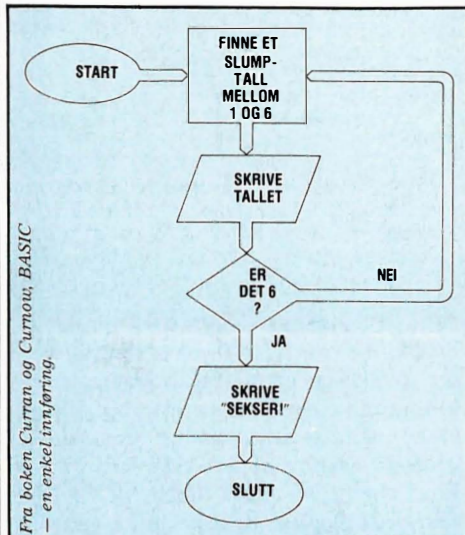 START
FINNE ET
SLUMP-
TALL
MELLOM
1 OG 6
SKRIVE
TALLET
ER
DET 6
?
NEI
JA
SKRIVE
"SEKSER!"
SLUTT
Fra boken Curran og Curnow, BASIC
— en enkel innføring.